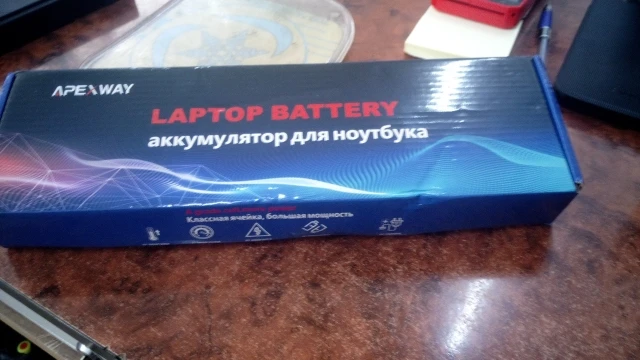 APEXWAY
LAPTOP BATTERY
аккумулятор для ноутбука
Классная ячейка, большая мощность